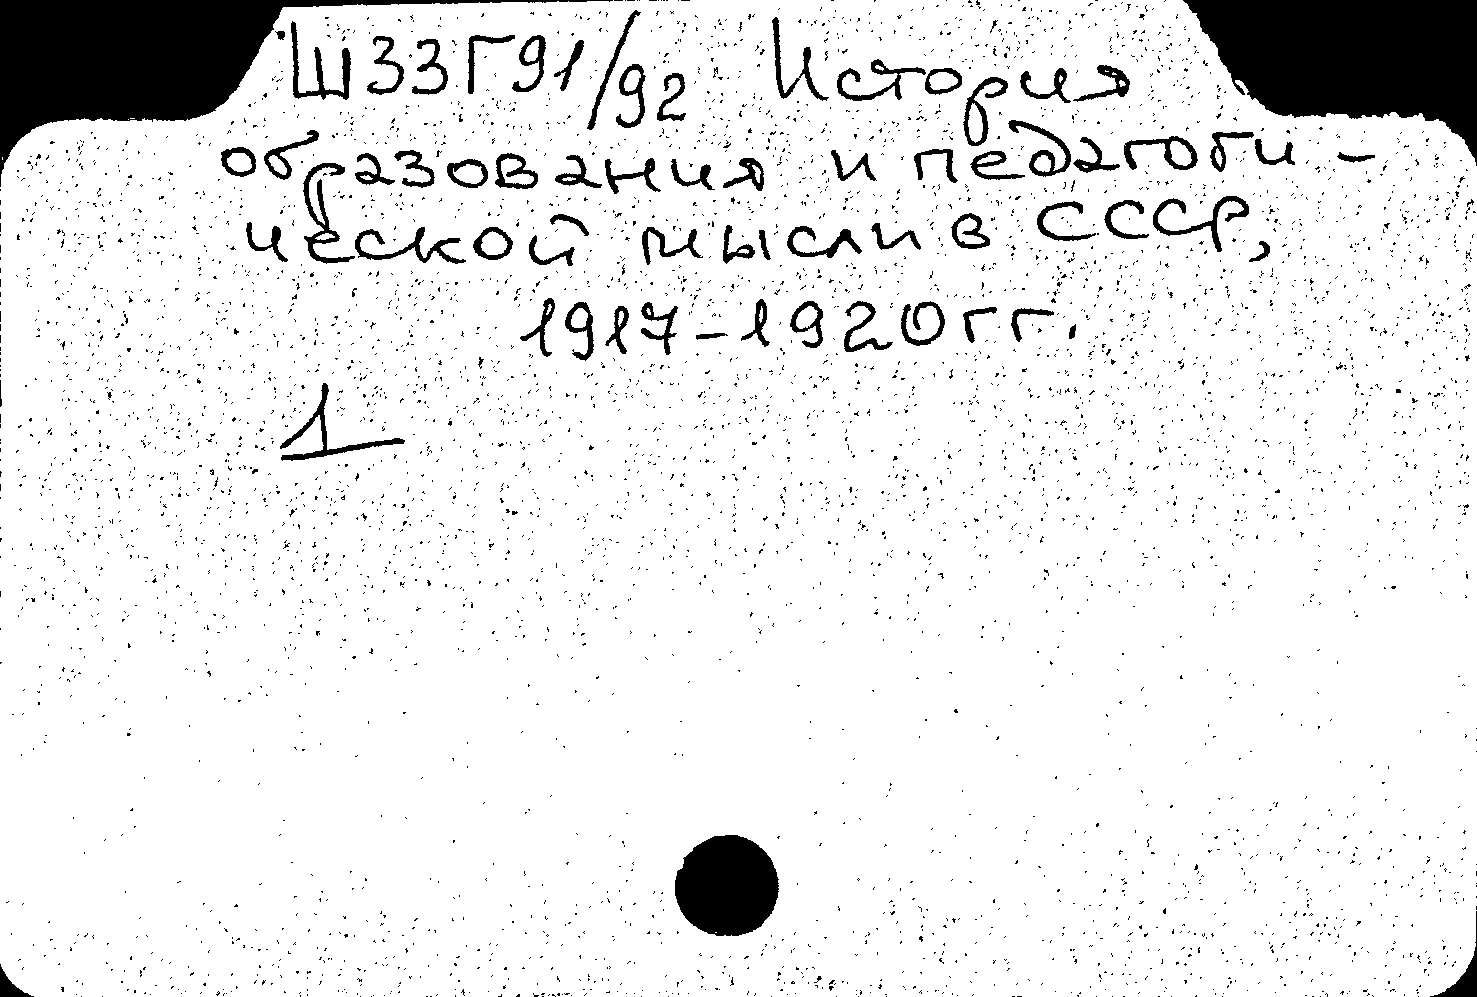 Ш33Г91/92 История
образования и педагоги-
ческой мысли в СССР,
1917-1920гг.
1